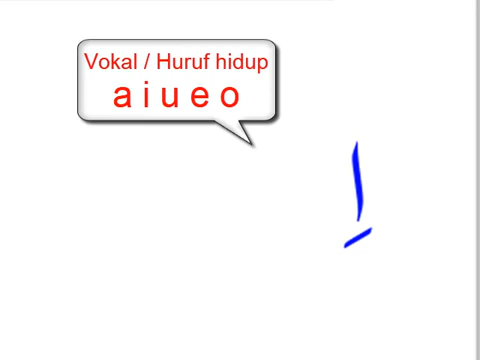 Vokal / Huruf hidup
a i u e o
اِ